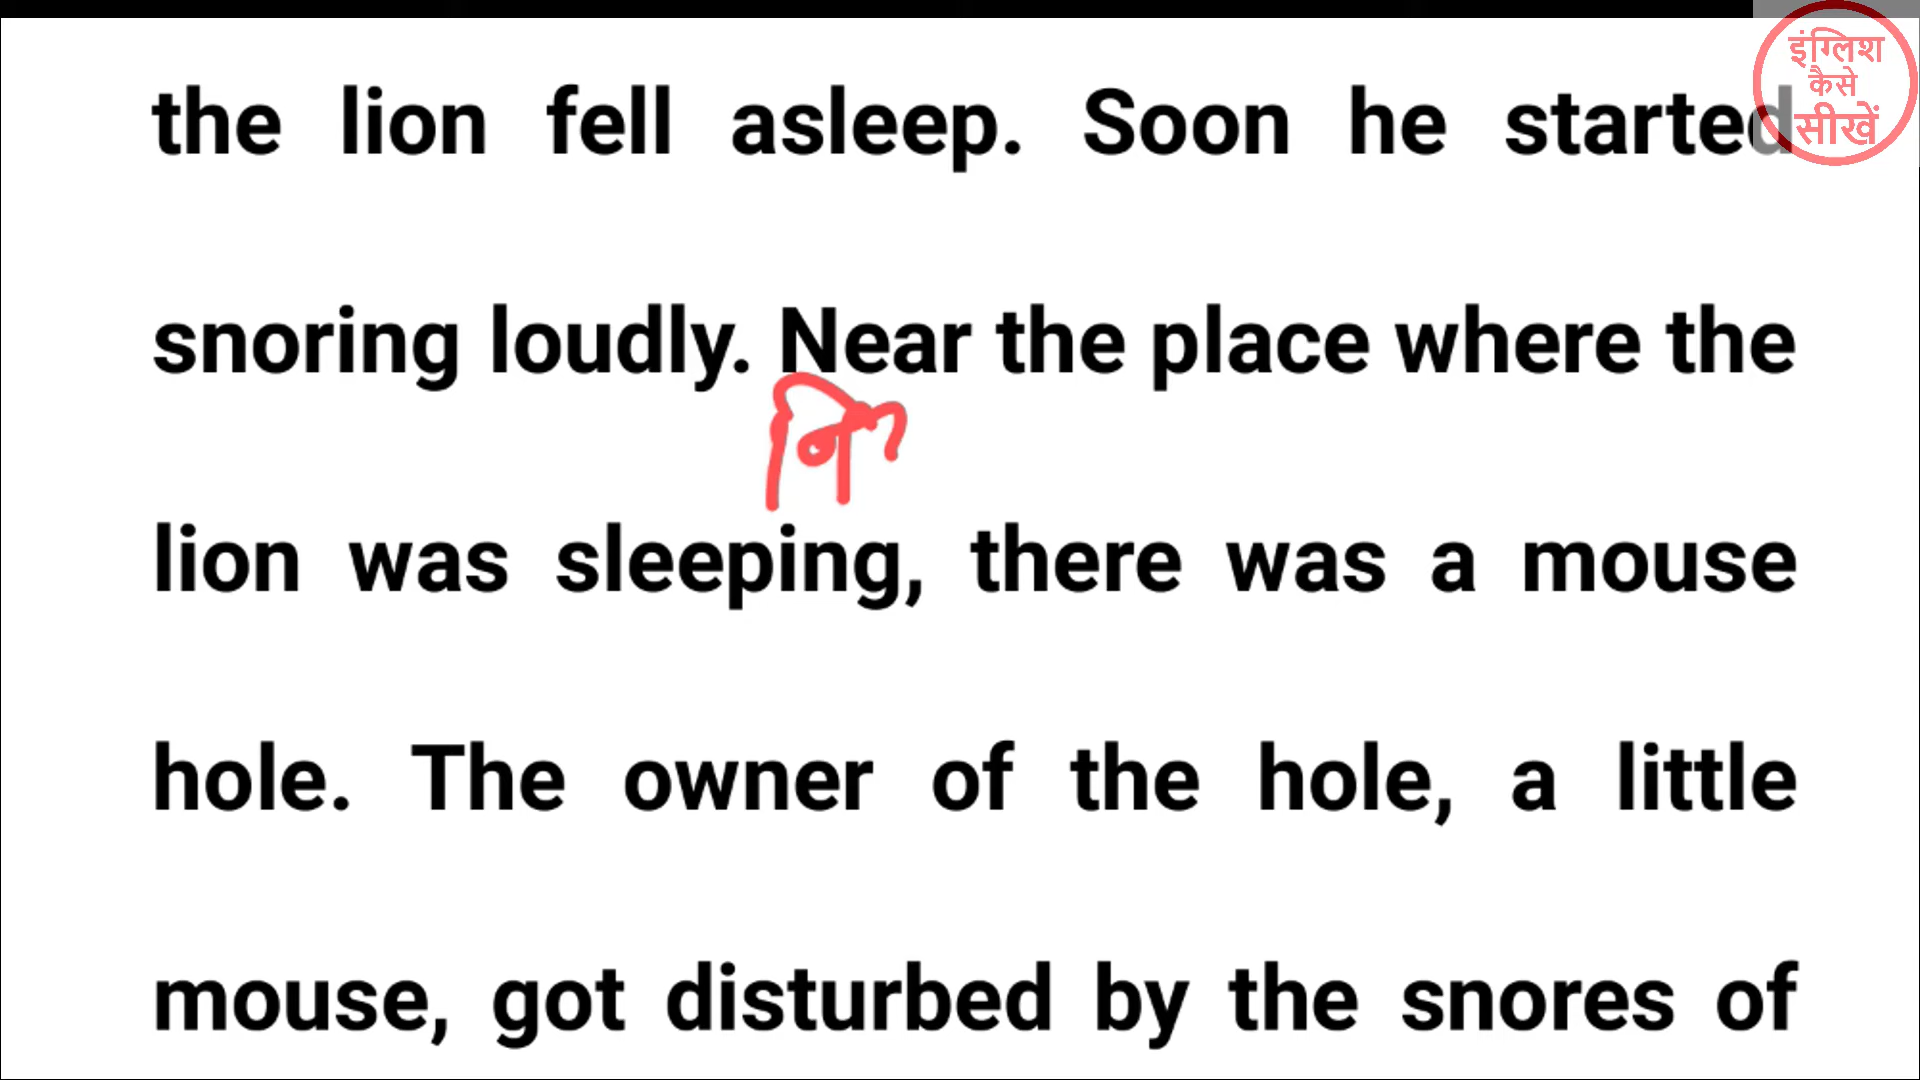 the lion fell asleep. Soon he started
snoring loudly. Near the place where the
lion was sleeping, there was a mouse
hole. The owner of the hole, a little
mouse, got disturbed by the snores of
इंग्लिश
कैसे
सीखें